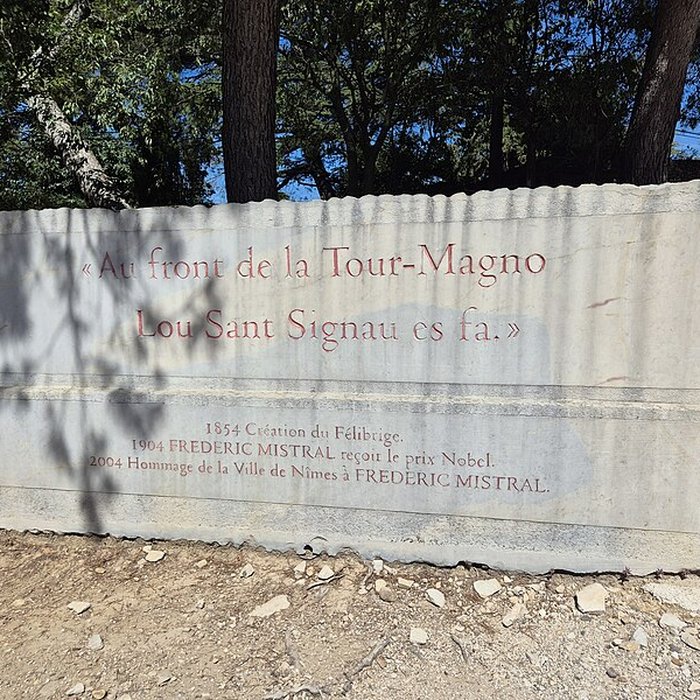 « Au front de la Tour-Magno
Lou Sant Signau es fa. »
1854 Création du Félibrige.
1904 FREDERIC MISTRAL reçoit le prix Nobel.
2004 Hommage de la Ville de Nîmes à FREDERIC MISTRAL.